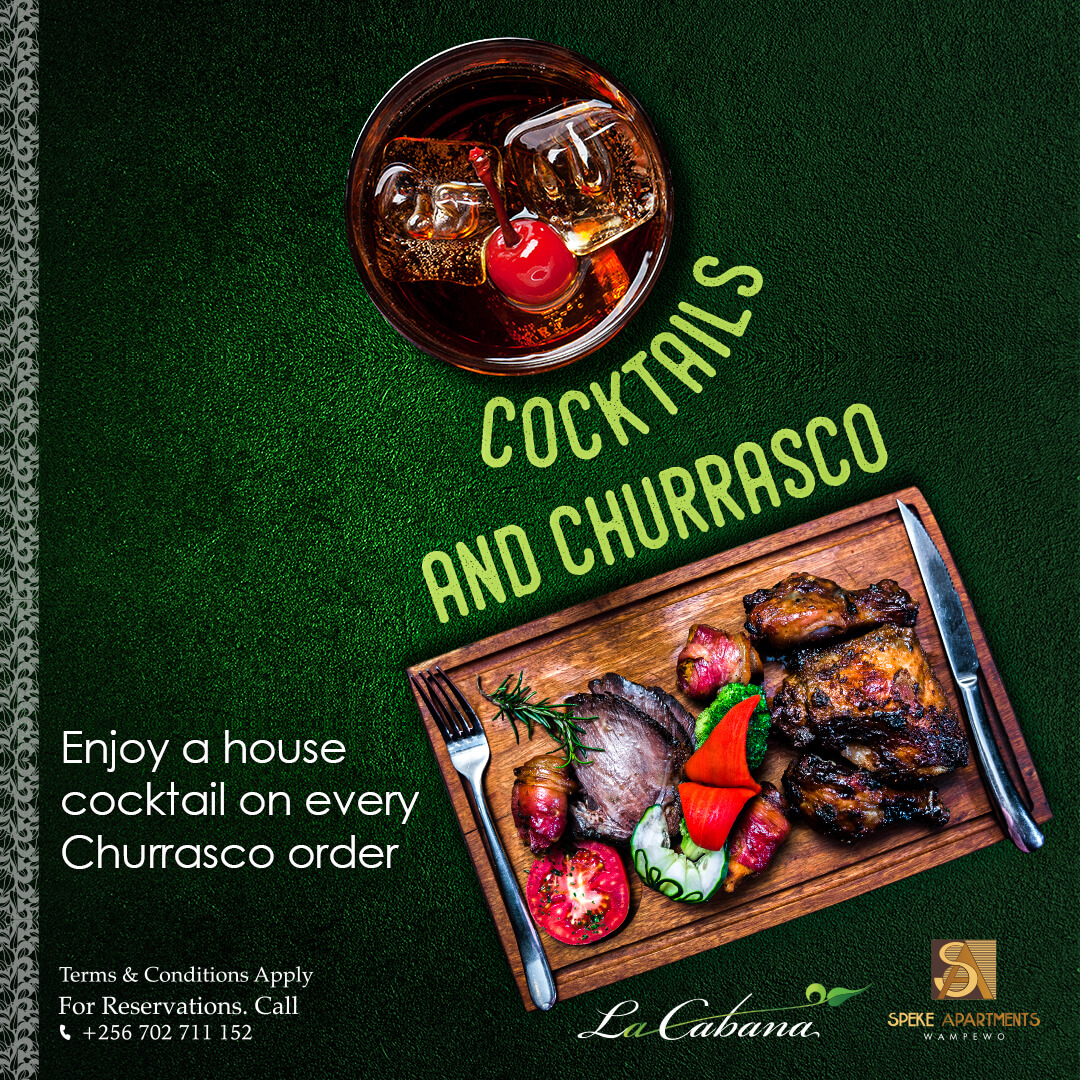 COCKTAILS
AND CHURRASCO
Enjoy a house
cocktail on every
Churrasco order
Terms & Conditions Apply
For Reservations. Call
+256 702 711 152
La Cabana
SA
SPEKE APARTMENTS
WAMPEWO